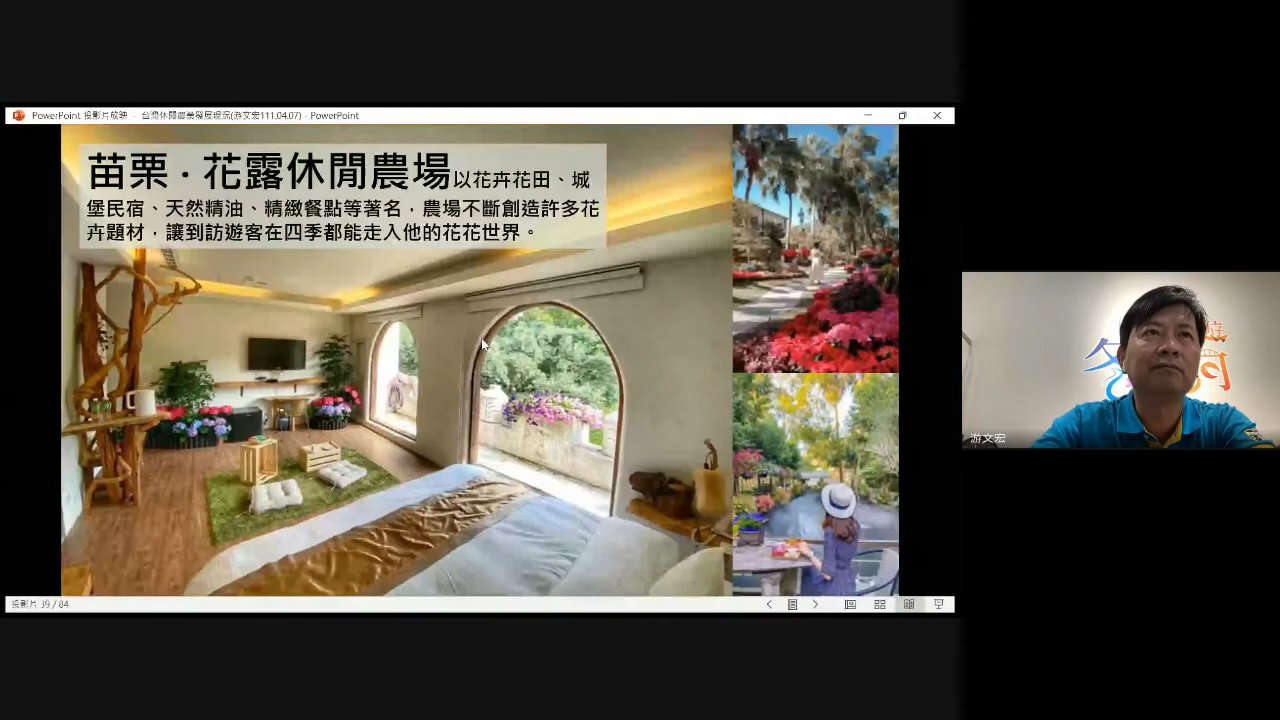 PowerPoint 投影片放映 - 台灣休閒農業發展現況(游文宏111.04.07) - PowerPoint
苗栗．花露休閒農場以花卉花田、城
堡民宿、天然精油、精緻餐點等著名，農場不斷創造許多花
卉題材，讓到訪遊客在四季都能走入他的花花世界。
游文宏
投影片 39 / 84